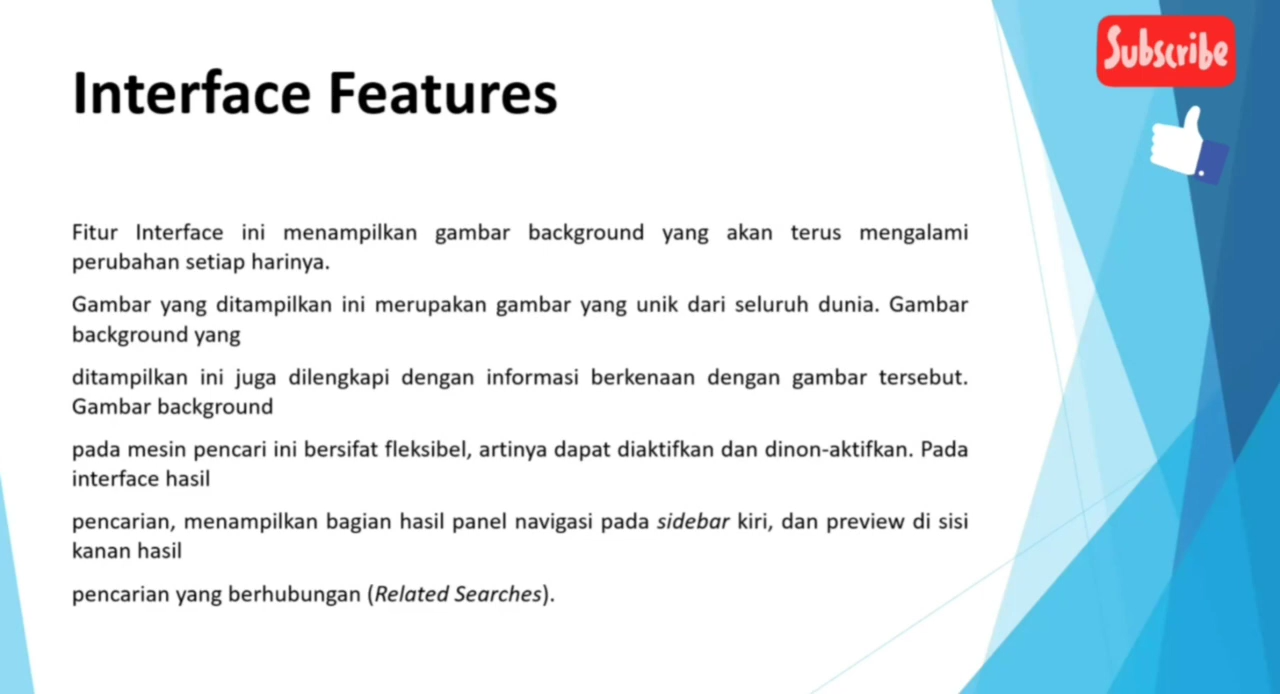 Subscribe
Interface Features
Fitur Interface ini menampilkan gambar background yang akan terus mengalami
perubahan setiap harinya.
Gambar yang ditampilkan ini merupakan gambar yang unik dari seluruh dunia. Gambar
background yang
ditampilkan ini juga dilengkapi dengan informasi berkenaan dengan gambar tersebut.
Gambar background
pada mesin pencari ini bersifat fleksibel, artinya dapat diaktifkan dan dinon-aktifkan. Pada
interface hasil
pencarian, menampilkan bagian hasil panel navigasi pada sidebar kiri, dan preview di sisi
kanan hasil
pencarian yang berhubungan (Related Searches).